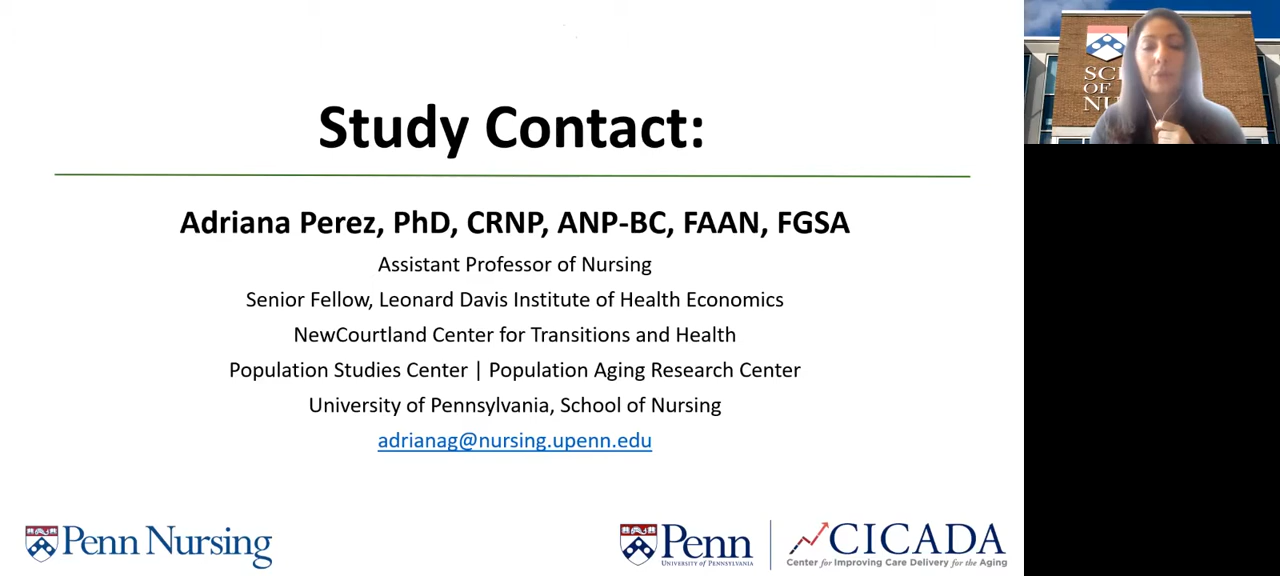 Study Contact:
Adriana Perez, PhD, CRNP, ANP-BC, FAAN, FGSA
Assistant Professor of Nursing
Senior Fellow, Leonard Davis Institute of Health Economics
NewCourtland Center for Transitions and Health
Population Studies Center | Population Aging Research Center
University of Pennsylvania, School of Nursing
adrianag@nursing.upenn.edu
Penn Nursing
Penn
UNIVERSITY of PENNSYLVANIA
CICADA
Center for Improving Care Delivery for the Aging
SC
OF
NU